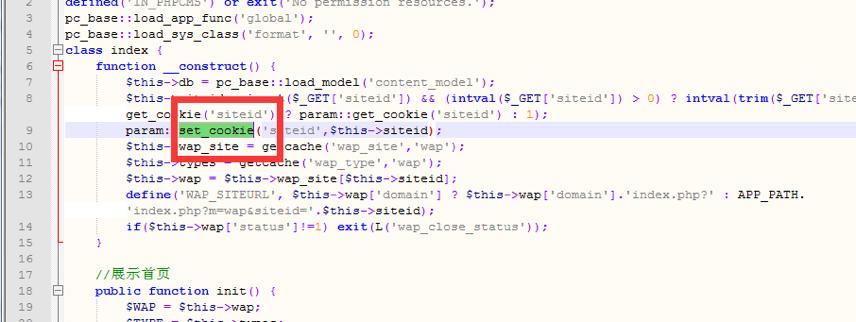 2 defined('IN_PHPCMS') or exit('No permission resources.');
3 pc_base::load_app_func('global');
4 pc_base::load_sys_class('format', '', 0);
5 class index {
6 function __construct() {
7 $this->db = pc_base::load_model('content_model');
8 ($_GET['siteid']) && (intval($_GET['siteid']) > 0) ? intval(trim($_GET['site
get_cookie('siteid') ? param::get_cookie('siteid') : 1);
9 param::set_cookie('siteid',$this->siteid);
10 $this->wap_site = getcache('wap_site','wap');
11 $this->types = getcache('wap_type','wap');
12 $this->wap = $this->wap_site[$this->siteid];
13 define('WAP_SITEURL', $this->wap['domain'] ? $this->wap['domain'].'index.php?' : APP_PATH.
'index.php?m=wap&siteid='.$this->siteid);
14 if($this->wap['status']!=1) exit(L('wap_close_status'));
15 }
16
17 //展示首页
18 public function init() {
19 $WAP = $this->wap;
20 $TYPE = $this->types;